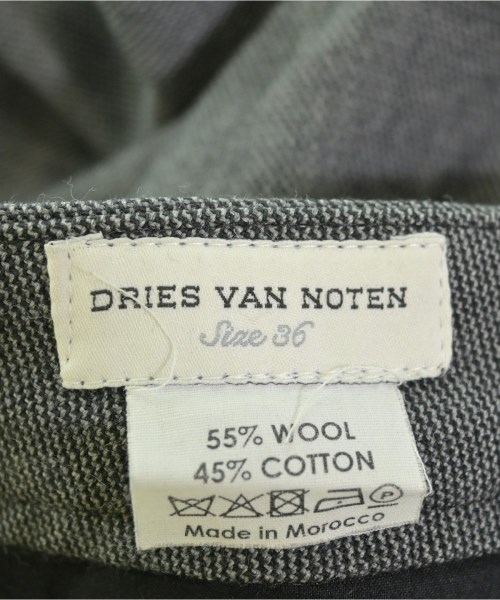 DRIES VAN NOTEN
Size 36
55% WOOL
45% COTTON
P
Made in Morocco